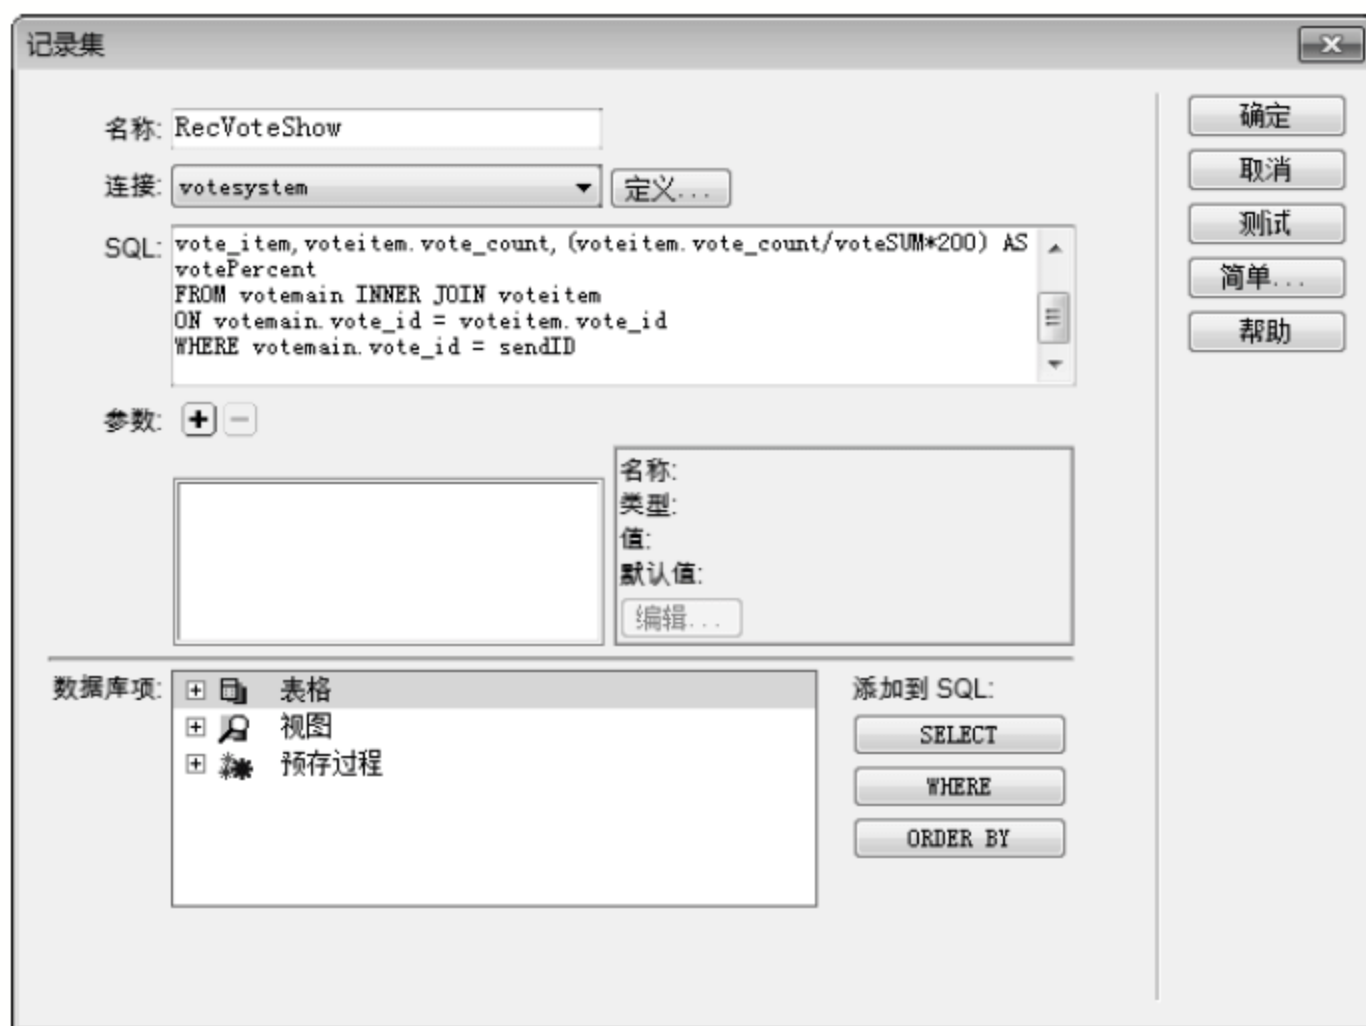 记录集
名称: RecVoteShow
连接: votesystem 定义...
SQL: vote_item, voteitem.vote_count, (voteitem.vote_count/voteSUM*200) AS
votePercent
FROM votemain INNER JOIN voteitem
ON votemain.vote_id = voteitem.vote_id
WHERE votemain.vote_id = sendID
参数:
名称:
类型:
值:
默认值:
编辑...
数据库项: 表格
视图
预存过程
添加到 SQL:
SELECT
WHERE
ORDER BY
确定
取消
测试
简单...
帮助